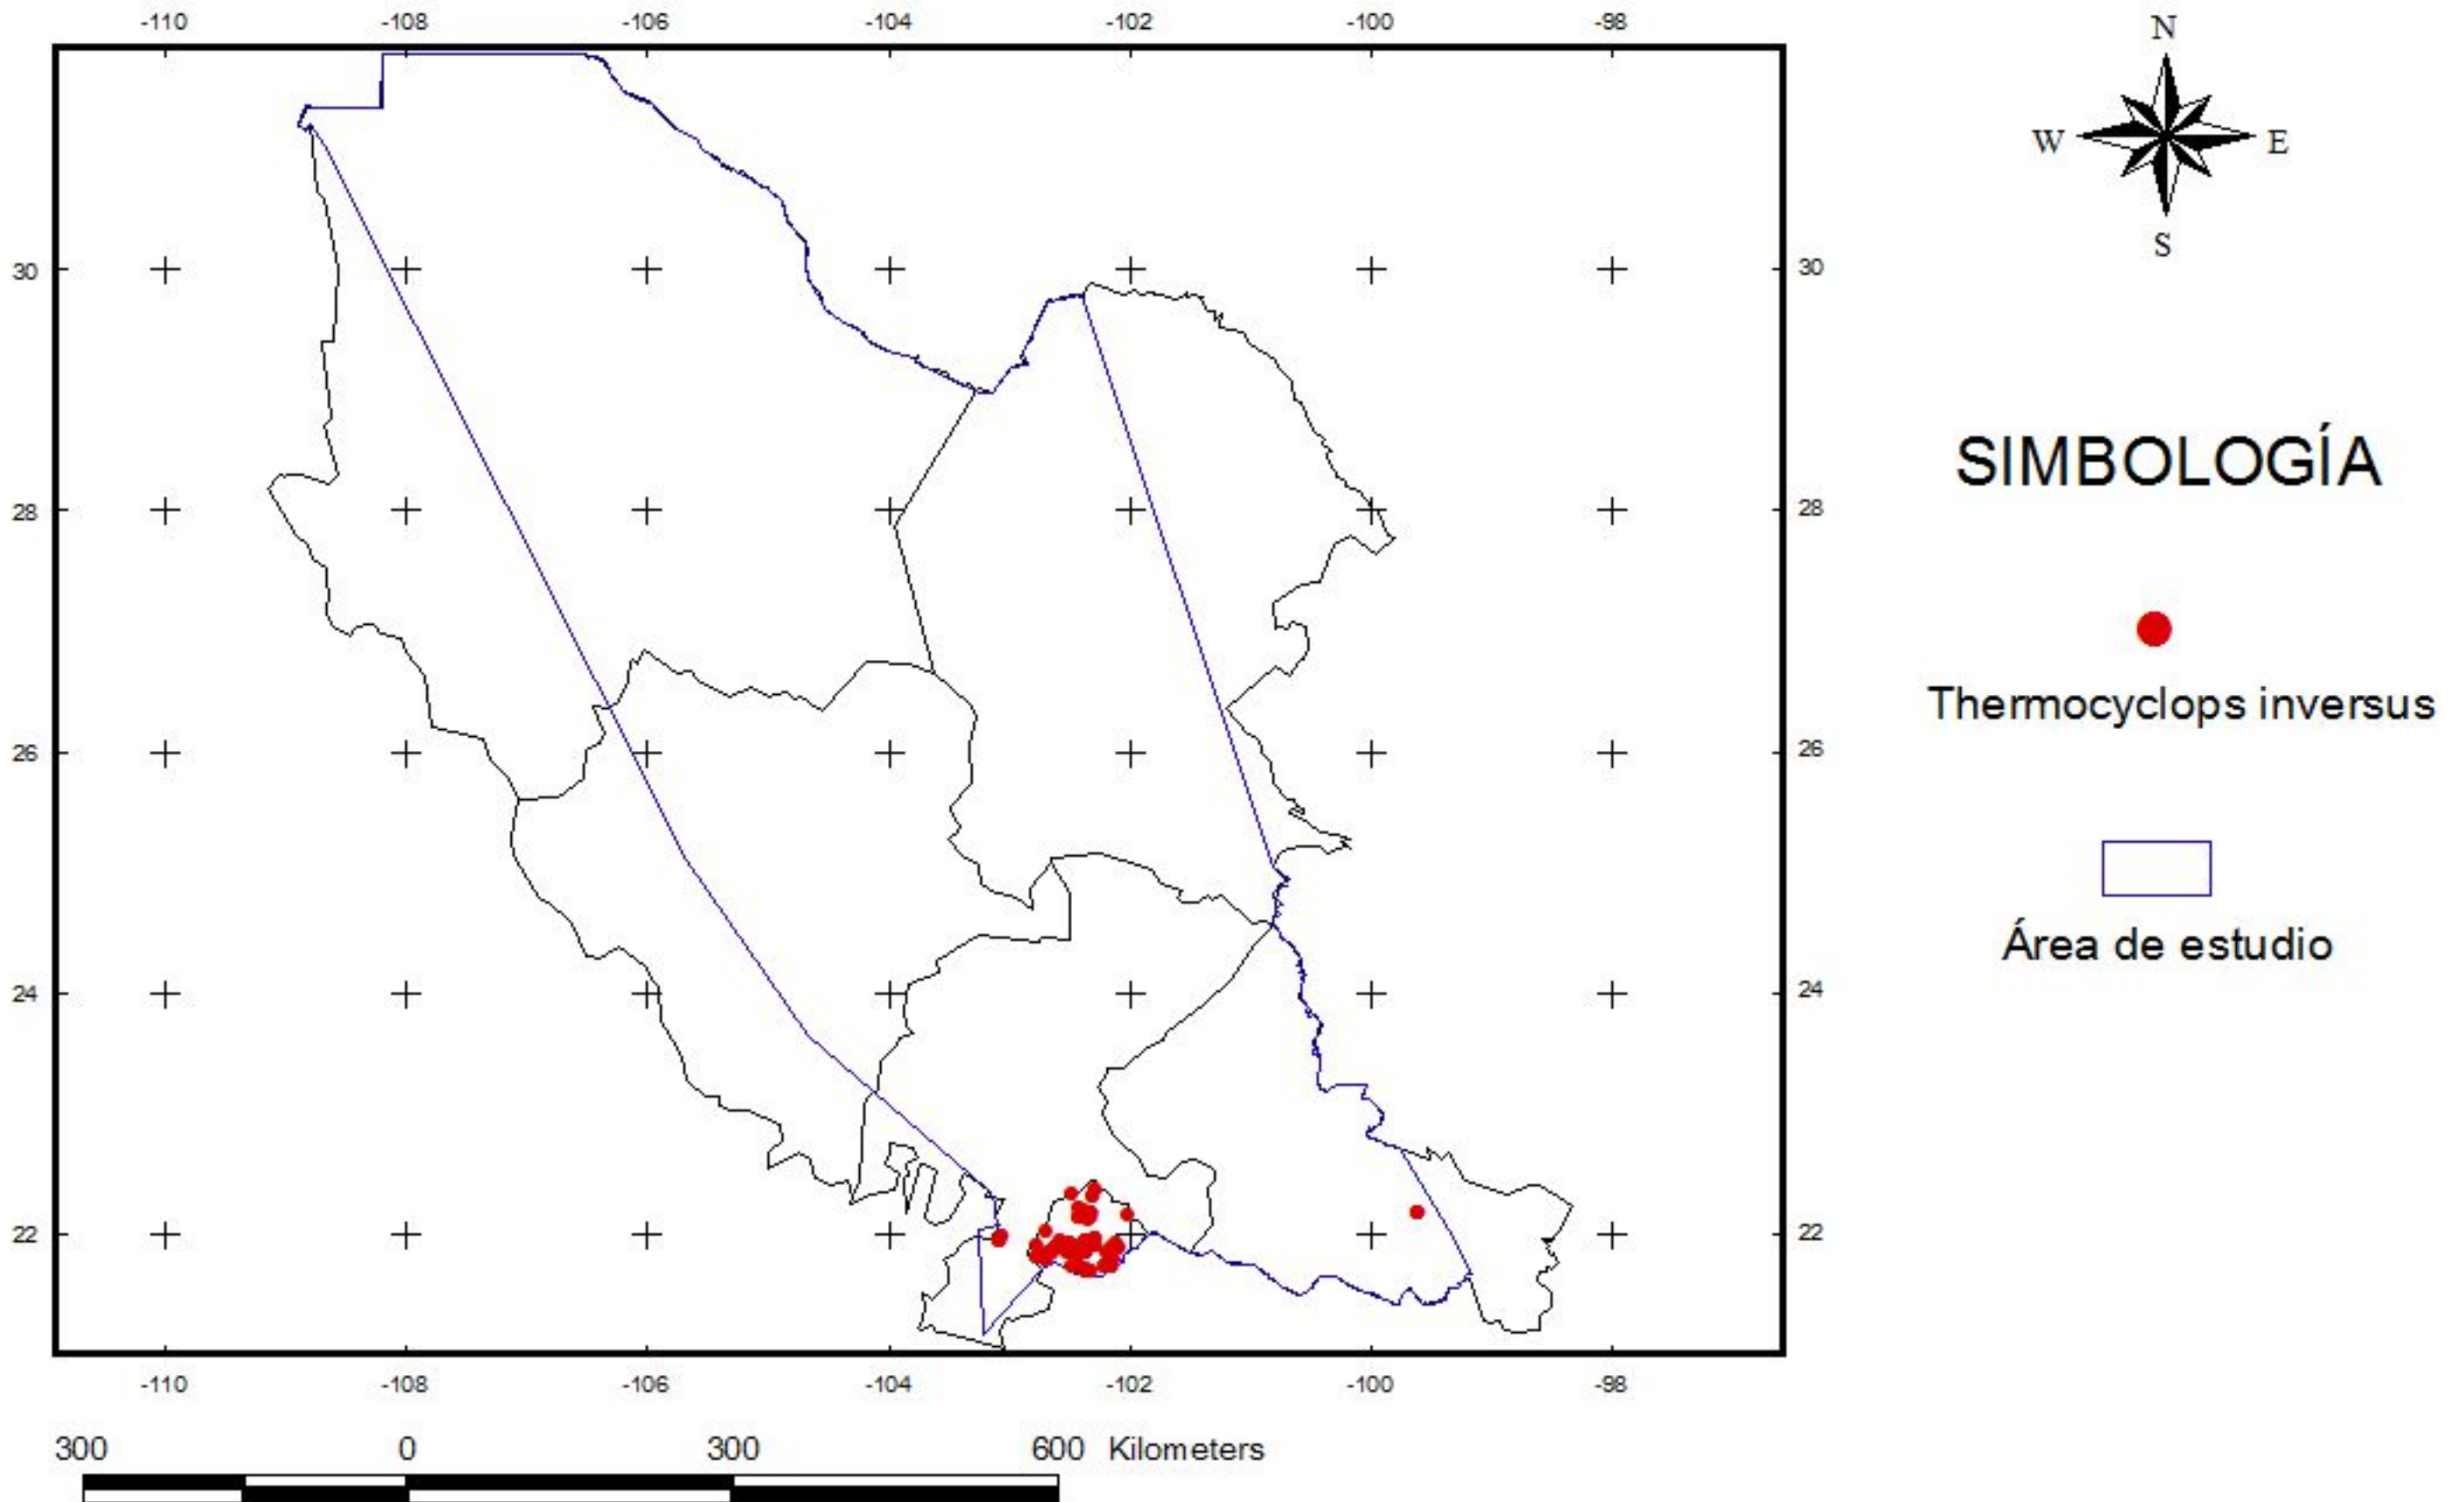 -110 -108 -106 -104 -102 -100 -98
N
W E
S
30 30
SIMBOLOGÍA
28 28
Thermocyclops inversus
26 26
Área de estudio
24 24
22 22
-110 -108 -106 -104 -102 -100 -98
300 0 300 600 Kilometers